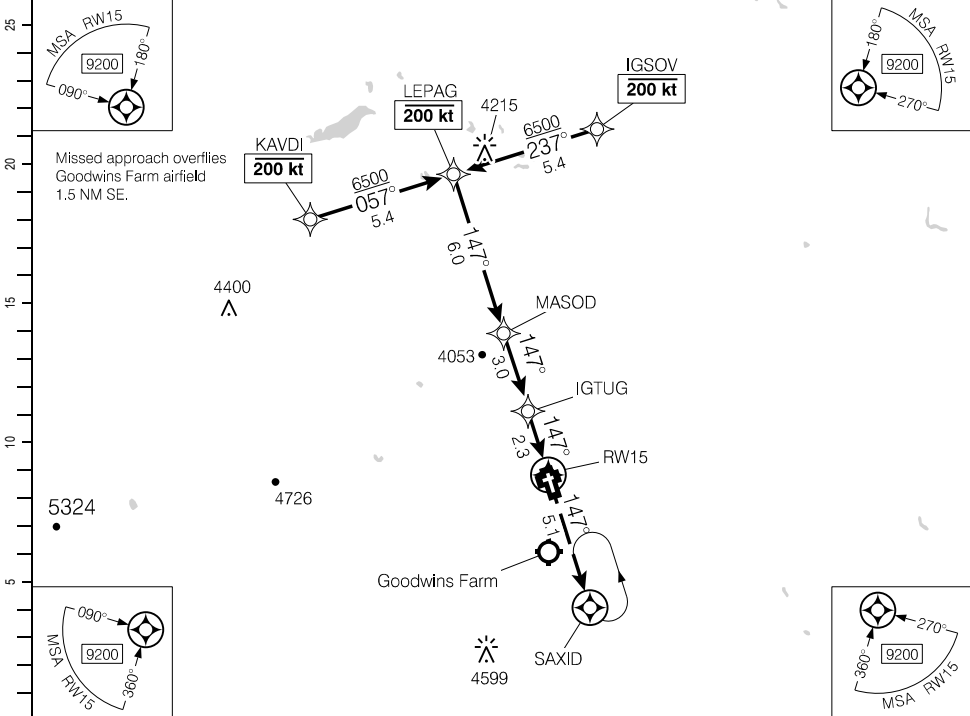 25
20
15
10
5
MSA RW15
9200
180°
090°
MSA RW15
9200
180°
270°
Missed approach overflies
Goodwins Farm airfield
1.5 NM SE.
KAVDI
200 kt
LEPAG
200 kt
IGSOV
200 kt
4215
6500
057°
5.4
6500
237°
5.4
147°
6.0
4400
MASOD
4053
147°
3.0
IGTUG
147°
2.3
RW15
4726
5324
147°
5.1
Goodwins Farm
SAXID
4599
090°
9200
360°
MSA RW15
270°
9200
360°
MSA RW15